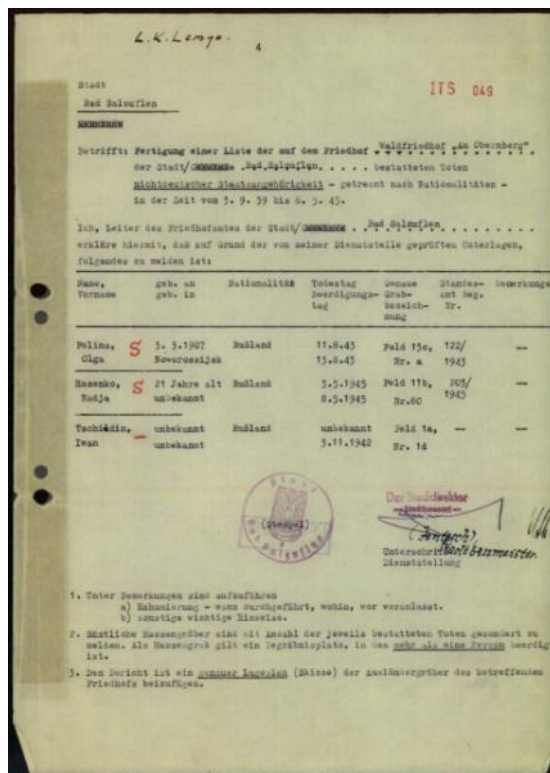 L.K. Lemgo.
4
Stadt
ITS 049
Bad Salzuflen
Betrifft: Fertigung einer Liste der auf dem Friedhof Waldfriedhof "Am Obernberg"
der Stadt/ Bad Salzuflen. . . . . bestatteten Toten
nichtdeutscher Staatsangehörigkeit - getrennt nach Nationalitäten -
in der Zeit vom 3. 9. 39 bis 8. 5. 45.
Ich, Leiter des Friedhofamtes der Stadt/ Bad Salzuflen
erkläre hiermit, daß auf Grund der von meiner Dienststelle geprüften Unterlagen,
folgendes zu melden ist:
Name, geb. am Nationalität Todestag Genaue Standes- Bemerkungen
Vorname geb. in Beerdigungs- Grab- amt Reg.
tag bezeich- Nr.
nung
Polina, S 3. 3.1907 Rußland 11.8.43 Feld 13c, 122/ —
Olga Noworossijsk 13.8.43 Nr. a 1943
Hasenko, S 21 Jahre alt Rußland 3.5.1945 Feld 11b, 203/ —
Nadja unbekannt 8.5.1945 Nr.80 1945
Tschiddin, — unbekannt Rußland unbekannt Feld 1a, — —
Iwan unbekannt 3.11.1942 Nr. 14
Stadt
Bad Salzuflen
(Stempel)
Der Stadtdirektor
Unterschrift
Dienststellung
1. Unter Bemerkungen sind aufzuführen
a) Exhumierung - wann durchgeführt, wohin, von veranlasst.
b) sonstige wichtige Hinweise.
2. Sämtliche Massengräber sind mit Anzahl der jeweils bestatteten Toten gesondert zu
melden. Als Massengrab gilt ein Begräbnisplatz, in dem mehr als eine Person beerdigt
ist.
3. Den Bericht ist ein genauer Lageplan (Skizze) der Ausländergräber des betreffenden
Friedhofs beizufügen.